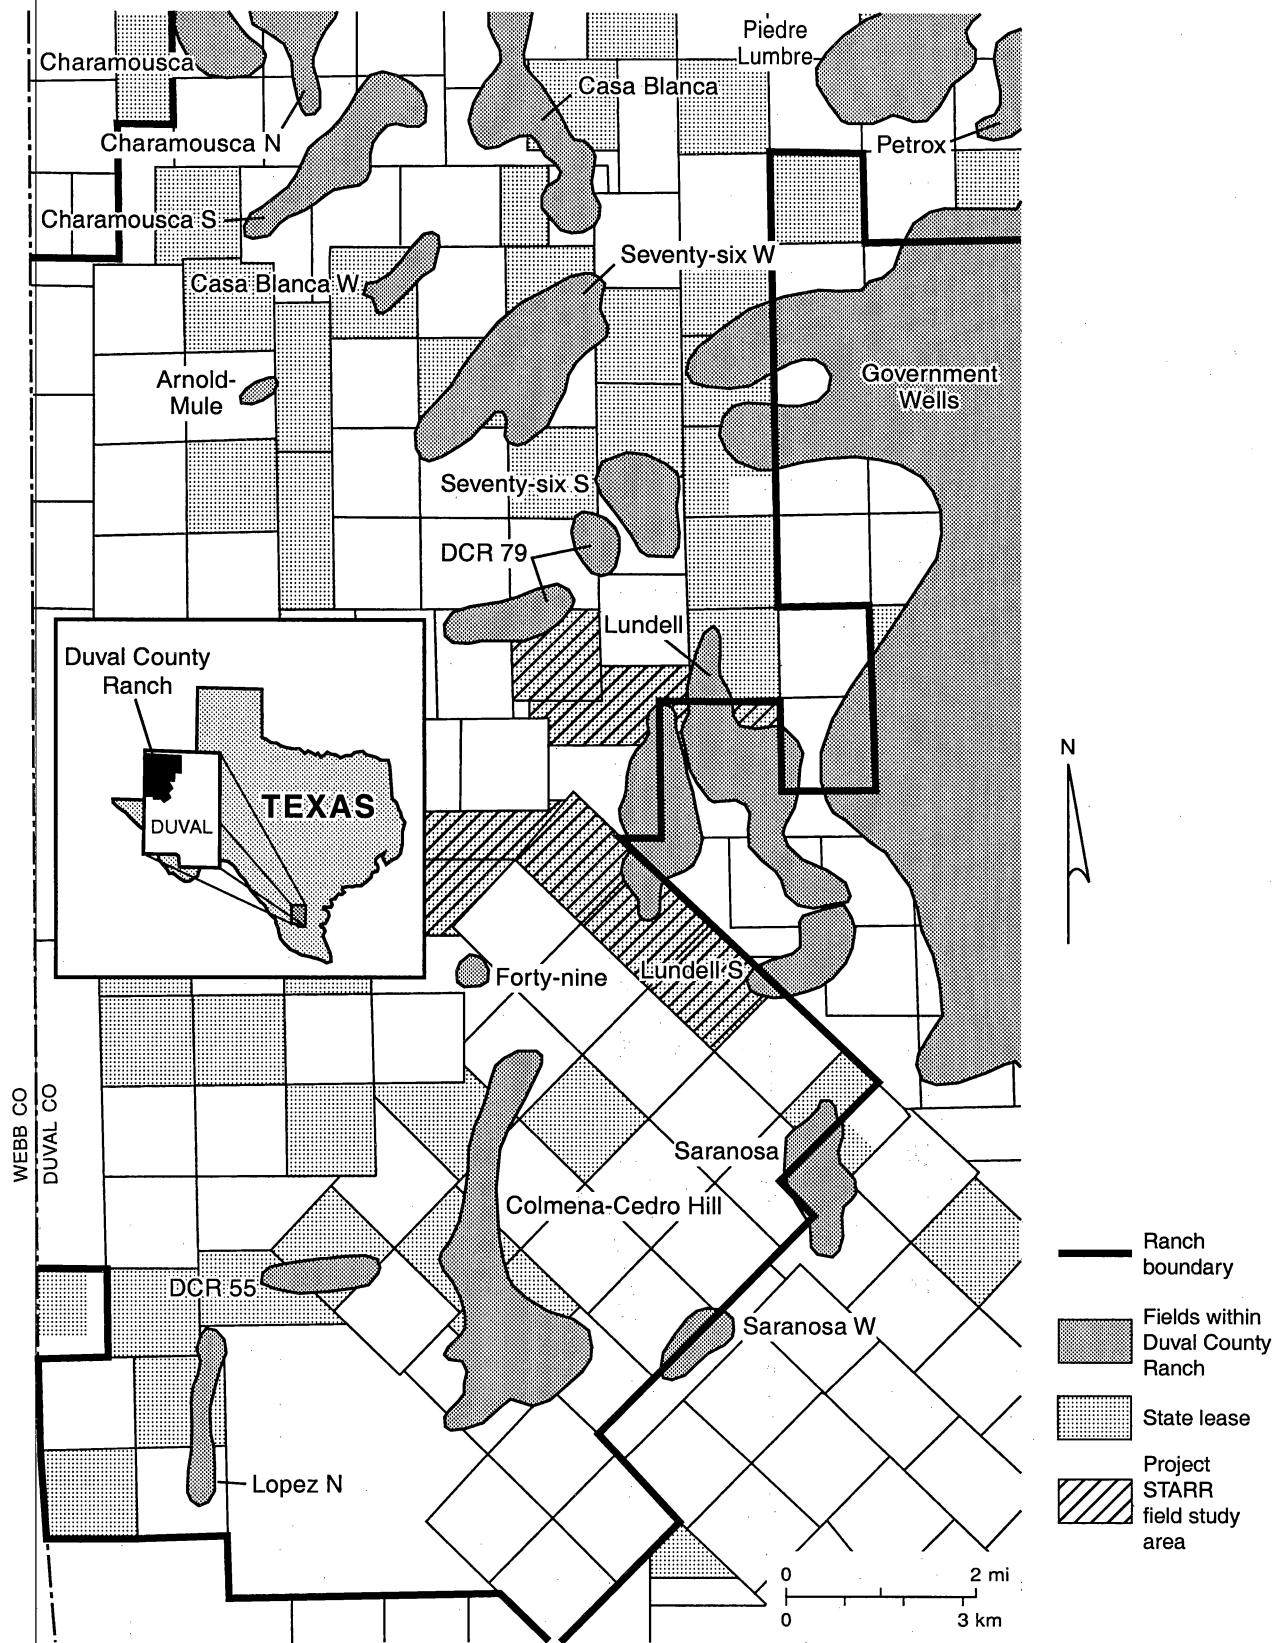 Piedre
Lumbre
Charamousca
Casa Blanca
Charamousca N
Petrox
Charamousca S
Seventy-six W
Casa Blanca W
Government
Wells
Arnold-
Mule
Seventy-six S
DCR 79
Lundell
Duval County
Ranch
TEXAS
DUVAL
N
Lundell S
Forty-nine
WEBB CO
DUVAL CO
Saranosa
Colmena-Cedro Hill
DCR 55
Saranosa W
Lopez N
Ranch
boundary
Fields within
Duval County
Ranch
State lease
Project
STARR
field study
area
0 2 mi
0 3 km